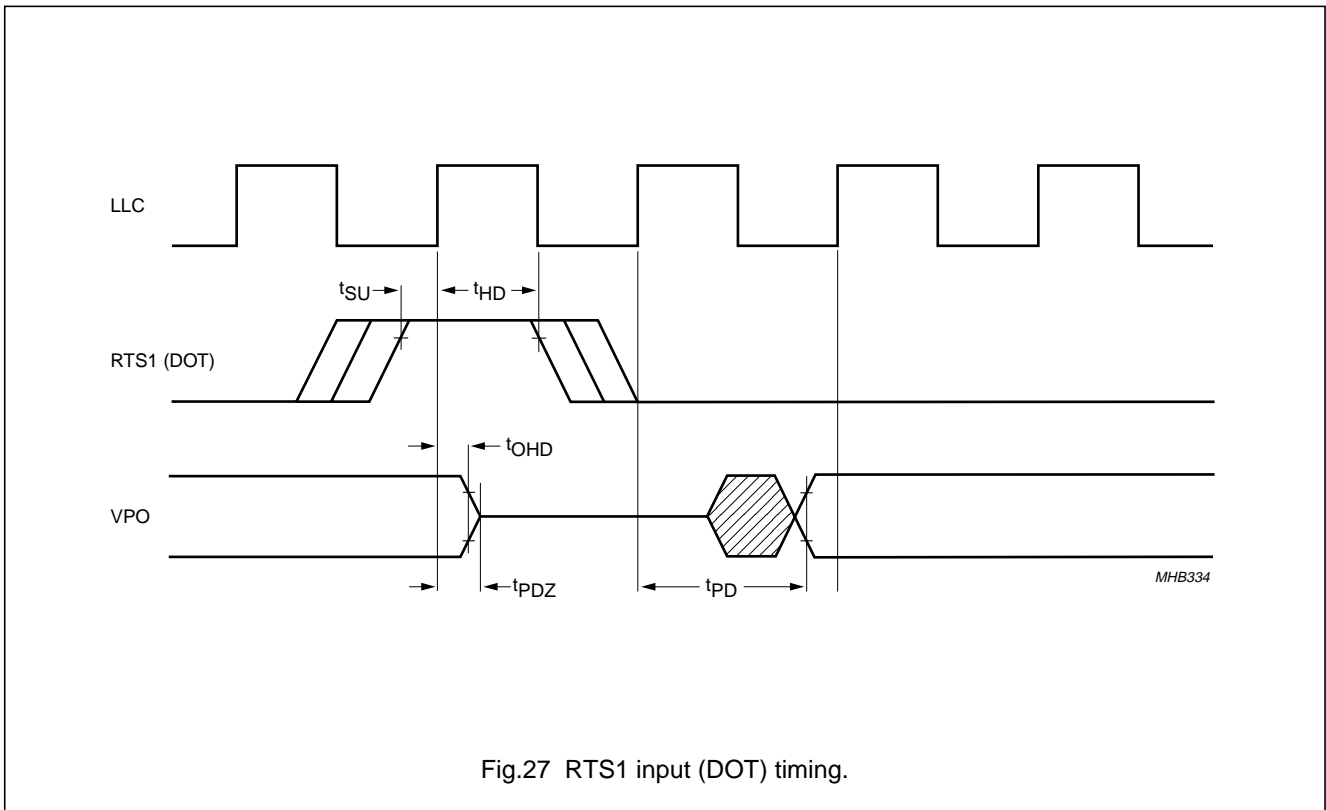 LLC
tSU
tHD
RTS1 (DOT)
tOHD
VPO
tPDZ
tPD
MHB334
Fig.27 RTS1 input (DOT) timing.